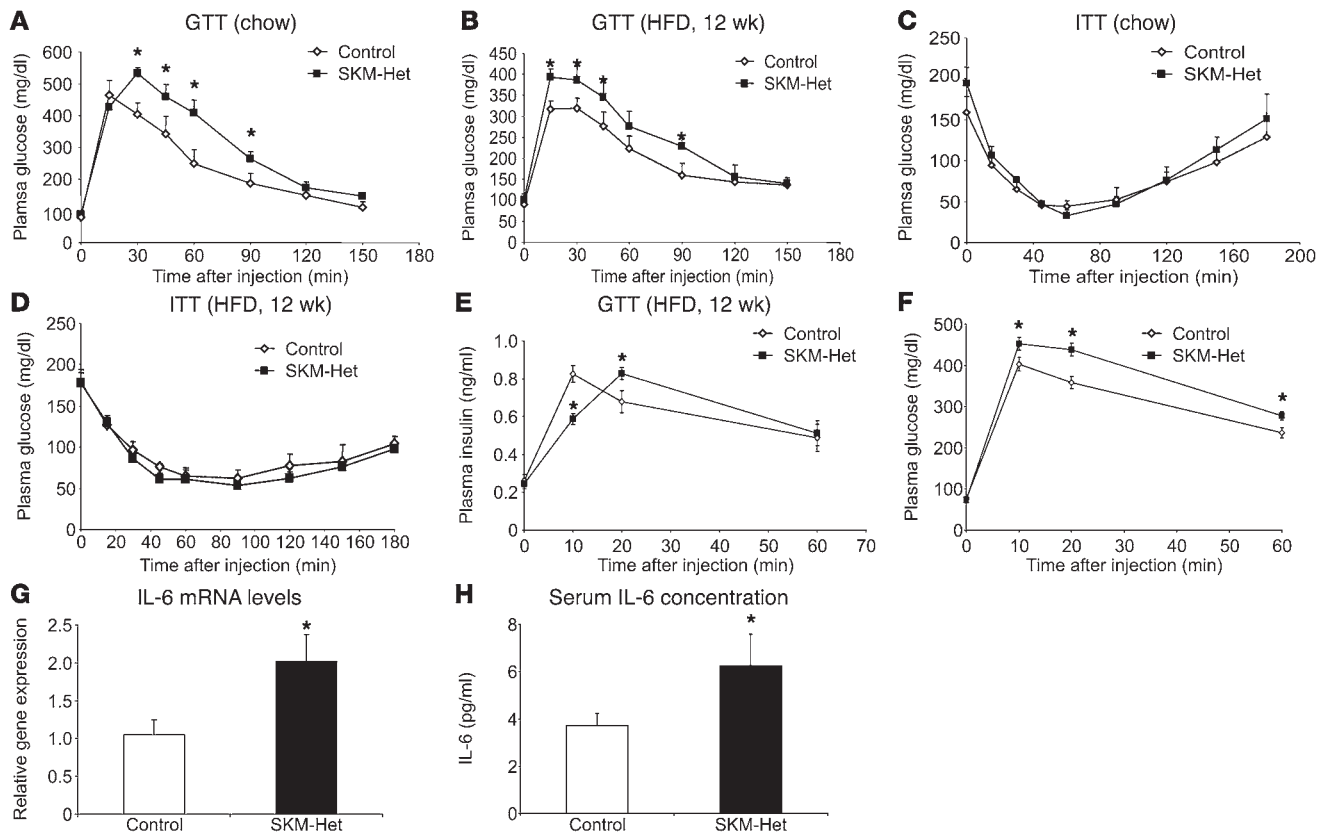 A
GTT (chow)
Plamsa glucose (mg/dl)
600
500
400
300
200
100
0
*
*
*
*
Control
SKM-Het
0
30
60
90
120
150
180
Time after injection (min)
B
GTT (HFD, 12 wk)
Plamsa glucose (mg/dl)
450
400
350
300
250
200
150
100
50
0
*
*
*
*
Control
SKM-Het
0
30
60
90
120
150
180
Time after injection (min)
C
ITT (chow)
Plamsa glucose (mg/dl)
250
200
150
100
50
0
Control
SKM-Het
0
40
80
120
160
200
Time after injection (min)
D
ITT (HFD, 12 wk)
Plasma glucose (mg/dl)
250
200
150
100
50
0
Control
SKM-Het
0
20
40
60
80
100
120
140
160
180
Time after injection (min)
E
GTT (HFD, 12 wk)
Plasma insulin (ng/ml)
1.0
0.8
0.6
0.4
0.2
0
*
*
Control
SKM-Het
0
10
20
30
40
50
60
70
Time after injection (min)
F
Plasma glucose (mg/dl)
500
400
300
200
100
0
*
*
*
Control
SKM-Het
0
10
20
30
40
50
60
Time after injection (min)
G
IL-6 mRNA levels
Relative gene expression
2.5
2.0
1.5
1.0
0.5
0
*
Control
SKM-Het
H
Serum IL-6 concentration
IL-6 (pg/ml)
8
6
4
2
0
*
Control
SKM-Het